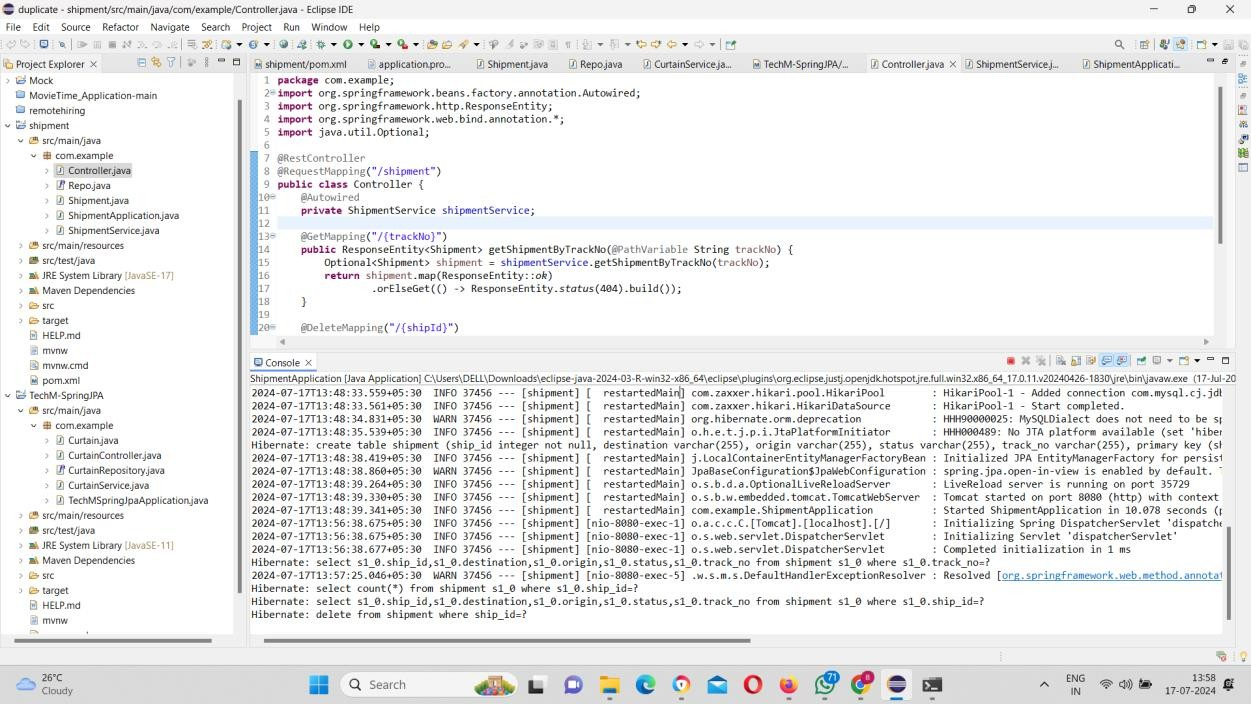 duplicate - shipment/src/main/java/com/example/Controller.java - Eclipse IDE
File Edit Source Refactor Navigate Search Project Run Window Help
Project Explorer
shipment/pom.xml application.pro... Shipment.java Repo.java CurtainService.ja... TechM-SpringJPA/... Controller.java ShipmentService.j... ShipmentApplicati...
Mock
MovieTime_Application-main
remotehiring
shipment
src/main/java
com.example
Controller.java
Repo.java
Shipment.java
ShipmentApplication.java
ShipmentService.java
src/main/resources
src/test/java
JRE System Library [JavaSE-17]
Maven Dependencies
src
target
HELP.md
mvnw
mvnw.cmd
pom.xml
TechM-SpringJPA
src/main/java
com.example
Curtain.java
CurtainController.java
CurtainRepository.java
CurtainService.java
TechMSpringJpaApplication.java
src/main/resources
src/test/java
JRE System Library [JavaSE-11]
Maven Dependencies
src
target
HELP.md
mvnw
1 package com.example;
2 import org.springframework.beans.factory.annotation.Autowired;
3 import org.springframework.http.ResponseEntity;
4 import org.springframework.web.bind.annotation.*;
5 import java.util.Optional;
6
7 @RestController
8 @RequestMapping("/shipment")
9 public class Controller {
10 @Autowired
11 private ShipmentService shipmentService;
12
13 @GetMapping("/{trackNo}")
14 public ResponseEntity<Shipment> getShipmentByTrackNo(@PathVariable String trackNo) {
15 Optional<Shipment> shipment = shipmentService.getShipmentByTrackNo(trackNo);
16 return shipment.map(ResponseEntity::ok)
17 .orElseGet(() -> ResponseEntity.status(404).build());
18 }
19
20 @DeleteMapping("/{shipId}")
Console
ShipmentApplication [Java Application] C:\Users\DELL\Downloads\eclipse-java-2024-03-R-win32-x86_64\eclipse\plugins\org.eclipse.justj.openjdk.hotspot.jre.full.win32.x86_64_17.0.11.v20240426-1830\jre\bin\javaw.exe (17-Jul-20
2024-07-17T13:48:33.559+05:30 INFO 37456 --- [shipment] [ restartedMain] com.zaxxer.hikari.pool.HikariPool : HikariPool-1 - Added connection com.mysql.cj.jdb
2024-07-17T13:48:33.561+05:30 INFO 37456 --- [shipment] [ restartedMain] com.zaxxer.hikari.HikariDataSource : HikariPool-1 - Start completed.
2024-07-17T13:48:34.831+05:30 WARN 37456 --- [shipment] [ restartedMain] org.hibernate.orm.deprecation : HHH90000025: MySQLDialect does not need to be sp
2024-07-17T13:48:35.539+05:30 INFO 37456 --- [shipment] [ restartedMain] o.h.e.t.j.p.i.JtaPlatformInitiator : HHH000489: No JTA platform available (set 'hiber
Hibernate: create table shipment (ship_id integer not null, destination varchar(255), origin varchar(255), status varchar(255), track_no varchar(255), primary key (sh
2024-07-17T13:48:38.419+05:30 INFO 37456 --- [shipment] [ restartedMain] j.LocalContainerEntityManagerFactoryBean : Initialized JPA EntityManagerFactory for persist
2024-07-17T13:48:38.860+05:30 WARN 37456 --- [shipment] [ restartedMain] JpaBaseConfiguration$JpaWebConfiguration : spring.jpa.open-in-view is enabled by default.
2024-07-17T13:48:39.264+05:30 INFO 37456 --- [shipment] [ restartedMain] o.s.b.d.a.OptionalLiveReloadServer : LiveReload server is running on port 35729
2024-07-17T13:48:39.330+05:30 INFO 37456 --- [shipment] [ restartedMain] o.s.b.w.embedded.tomcat.TomcatWebServer : Tomcat started on port 8080 (http) with context
2024-07-17T13:48:39.341+05:30 INFO 37456 --- [shipment] [ restartedMain] com.example.ShipmentApplication : Started ShipmentApplication in 10.078 seconds (p
2024-07-17T13:56:38.675+05:30 INFO 37456 --- [shipment] [nio-8080-exec-1] o.a.c.c.C.[Tomcat].[localhost].[/] : Initializing Spring DispatcherServlet 'dispatche
2024-07-17T13:56:38.675+05:30 INFO 37456 --- [shipment] [nio-8080-exec-1] o.s.web.servlet.DispatcherServlet : Initializing Servlet 'dispatcherServlet'
2024-07-17T13:56:38.677+05:30 INFO 37456 --- [shipment] [nio-8080-exec-1] o.s.web.servlet.DispatcherServlet : Completed initialization in 1 ms
Hibernate: select s1_0.ship_id,s1_0.destination,s1_0.origin,s1_0.status,s1_0.track_no from shipment s1_0 where s1_0.track_no=?
2024-07-17T13:57:25.046+05:30 WARN 37456 --- [shipment] [nio-8080-exec-5] .w.s.m.s.DefaultHandlerExceptionResolver : Resolved [org.springframework.web.method.annotat
Hibernate: select count(*) from shipment s1_0 where s1_0.ship_id=?
Hibernate: select s1_0.ship_id,s1_0.destination,s1_0.origin,s1_0.status,s1_0.track_no from shipment s1_0 where s1_0.ship_id=?
Hibernate: delete from shipment where ship_id=?
26°C
Cloudy
Search
71
8
ENG
IN
13:58
17-07-2024